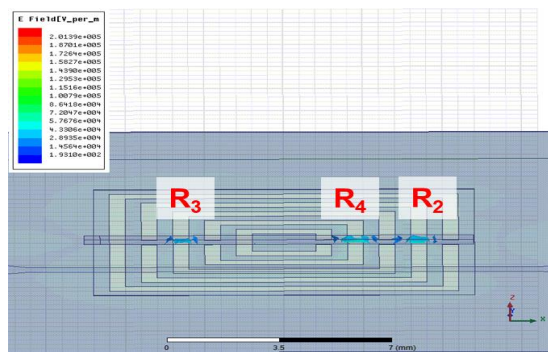 E Field[V_per_m
2.0139e+005
1.8701e+005
1.7264e+005
1.5827e+005
1.4390e+005
1.2953e+005
1.1516e+005
1.0079e+005
8.6418e+004
7.2047e+004
5.7676e+004
4.3306e+004
2.8935e+004
1.4564e+004
1.9310e+002
R3 R4 R2
Z
Y
X
0 3.5 7 (mm)